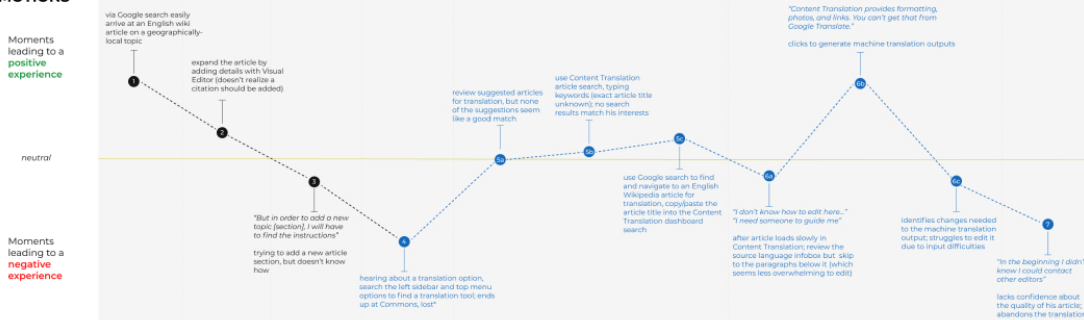 Moments
leading to a
positive
experience
neutral
Moments
leading to a
negative
experience
via Google search easily
arrive at an English wiki
article on a geographically-
local topic
1
expand the article by
adding details with Visual
Editor (doesn't realize a
citation should be added)
2
3
"But in order to add a new
topic [section], I will have
to find the instructions"
trying to add a new article
section, but doesn't know
how
4
hearing about a translation option,
search the left sidebar and top menu
options to find a translation tool; ends
up at Commons, lost*
review suggested articles
for translation, but none
of the suggestions seem
like a good match
5a
use Content Translation
article search, typing
keywords (exact article title
unknown); no search
results match his interests
5b
5c
use Google search to find
and navigate to an English
Wikipedia article for
translation, copy/paste the
article title into the Content
Translation dashboard
search
6a
"I don't know how to edit here..."
"I need someone to guide me"
after article loads slowly in
Content Translation; review the
source language infobox but skip
to the paragraphs below it (which
seems less overwhelming to edit)
"Content Translation provides formatting,
photos, and links. You can't get that from
Google Translate."
clicks to generate machine translation outputs
6b
6c
identifies changes needed
to the machine translation
output; struggles to edit it
due to input difficulties
7
"In the beginning I didn'
know I could contact
other editors"
lacks confidence about
the quality of his article;
abandons the translation